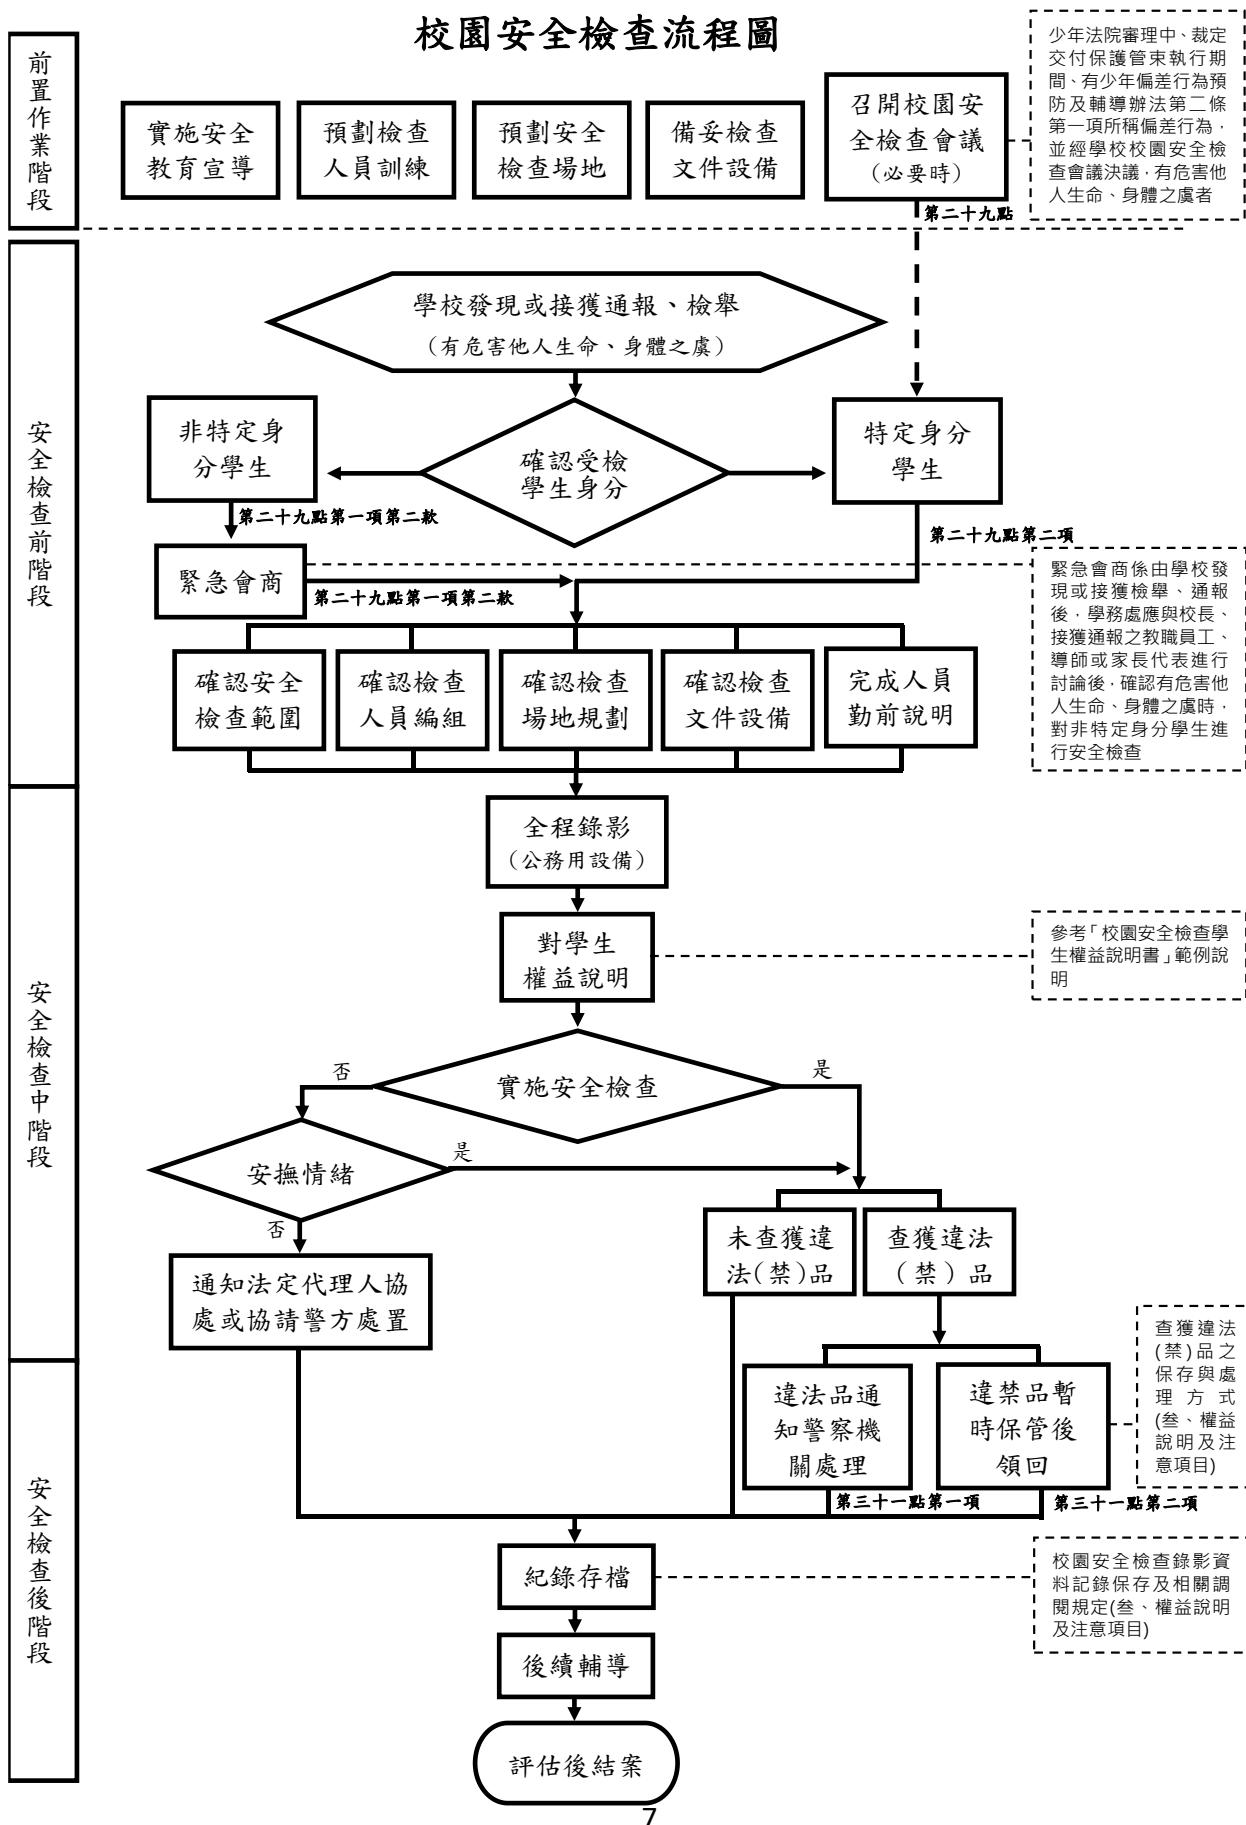 校園安全檢查流程圖
前置作業階段
實施安全
教育宣導
預劃檢查
人員訓練
預劃安全
檢查場地
備妥檢查
文件設備
召開校園安
全檢查會議
(必要時)
第二十九點
少年法院審理中、裁定
交付保護管束執行期
間、有少年偏差行為預
防及輔導辦法第二條
第一項所稱偏差行為，
並經學校校園安全檢
查會議決議，有危害他
人生命、身體之虞者
安全檢查前階段
學校發現或接獲通報、檢舉
(有危害他人生命、身體之虞)
非特定身
分學生
確認受檢
學生身分
特定身分
學生
第二十九點第一項第二款
第二十九點第二項
緊急會商
第二十九點第一項第二款
緊急會商係由學校發
現或接獲檢舉、通報
後，學務處應與校長、
接獲通報之教職員工、
導師或家長代表進行
討論後，確認有危害他
人生命、身體之虞時，
對非特定身分學生進
行安全檢查
確認安全
檢查範圍
確認檢查
人員編組
確認檢查
場地規劃
確認檢查
文件設備
完成人員
勤前說明
安全檢查中階段
全程錄影
(公務用設備)
對學生
權益說明
參考「校園安全檢查學
生權益說明書」範例說
明
實施安全檢查
否
是
安撫情緒
是
否
通知法定代理人協
處或協請警方處置
未查獲違
法(禁)品
查獲違法
(禁)品
安全檢查後階段
違法品通
知警察機
關處理
違禁品暫
時保管後
領回
查獲違法
(禁)品之
保存與處
理方式
(叁、權益
說明及注
意項目)
第三十一點第一項
第三十一點第二項
紀錄存檔
校園安全檢查錄影資
料記錄保存及相關調
閱規定(叁、權益說明
及注意項目)
後續輔導
評估後結案
7